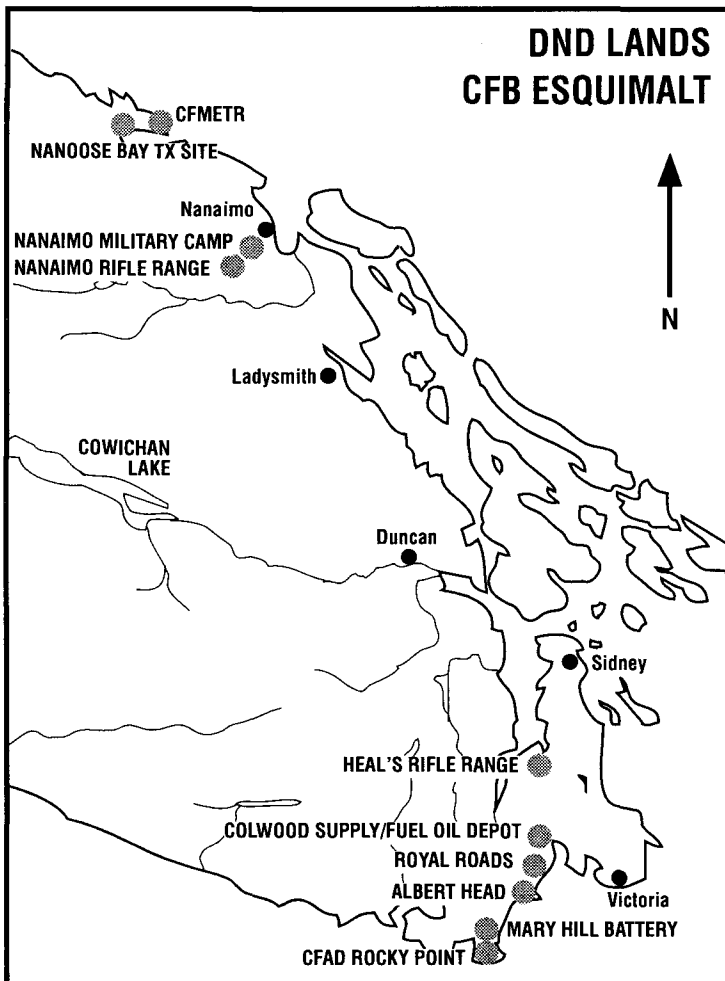 DND LANDS
CFB ESQUIMALT
CFMETR
NANOOSE BAY TX SITE
Nanaimo
NANAIMO MILITARY CAMP
NANAIMO RIFLE RANGE
N
Ladysmith
COWICHAN
LAKE
Duncan
Sidney
HEAL'S RIFLE RANGE
COLWOOD SUPPLY/FUEL OIL DEPOT
ROYAL ROADS
ALBERT HEAD
Victoria
MARY HILL BATTERY
CFAD ROCKY POINT